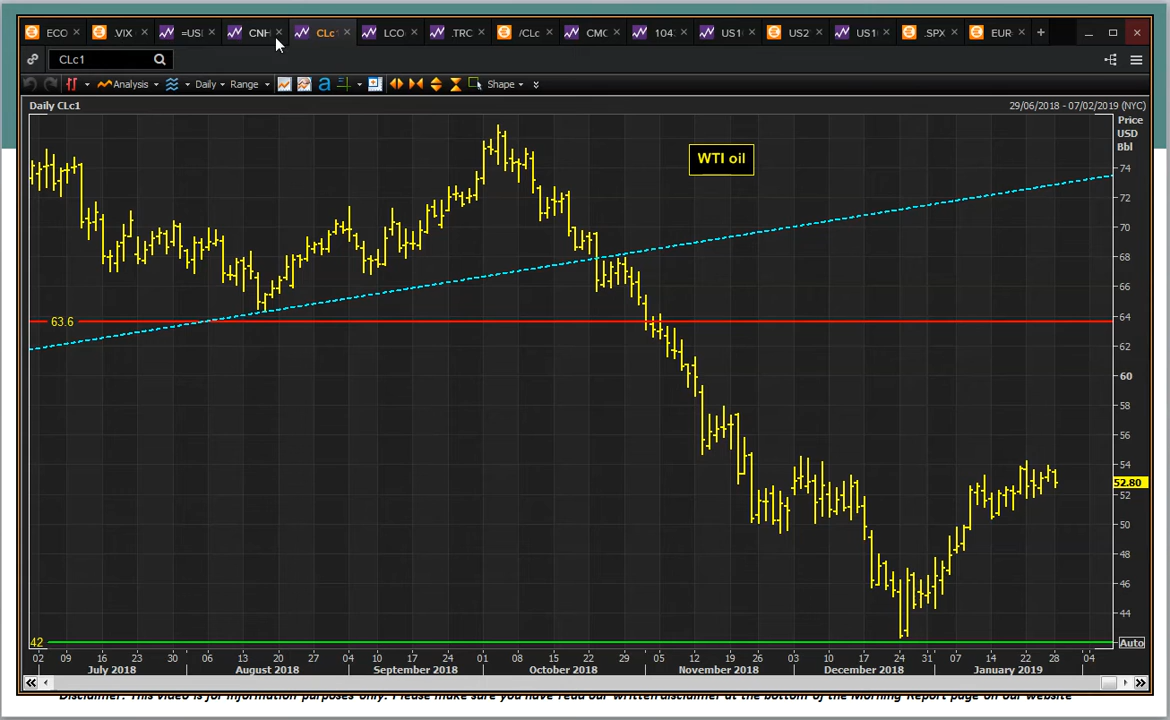 ECO .VIX =US CNH CLc LCO .TRC /CLc CMC 104 US1 US2 US1 .SPX EUR
CLc1
Analysis Daily Range a Shape
Daily CLc1 29/06/2018 - 07/02/2019 (NYC)
Price
USD
Bbl
WTI oil
74
72
70
68
66
64
63.6
62
60
58
56
54
52.80
52
50
48
46
44
42
Auto
02 09 16 23 30 06 13 20 27 04 10 17 24 01 08 15 22 29 05 12 19 26 03 10 17 24 31 07 14 22 28 04
July 2018 August 2018 September 2018 October 2018 November 2018 December 2018 January 2019
Disclaimer: This video is for information purposes only. Please make sure you have read our written disclaimer at the bottom of the Morning Report page on our website